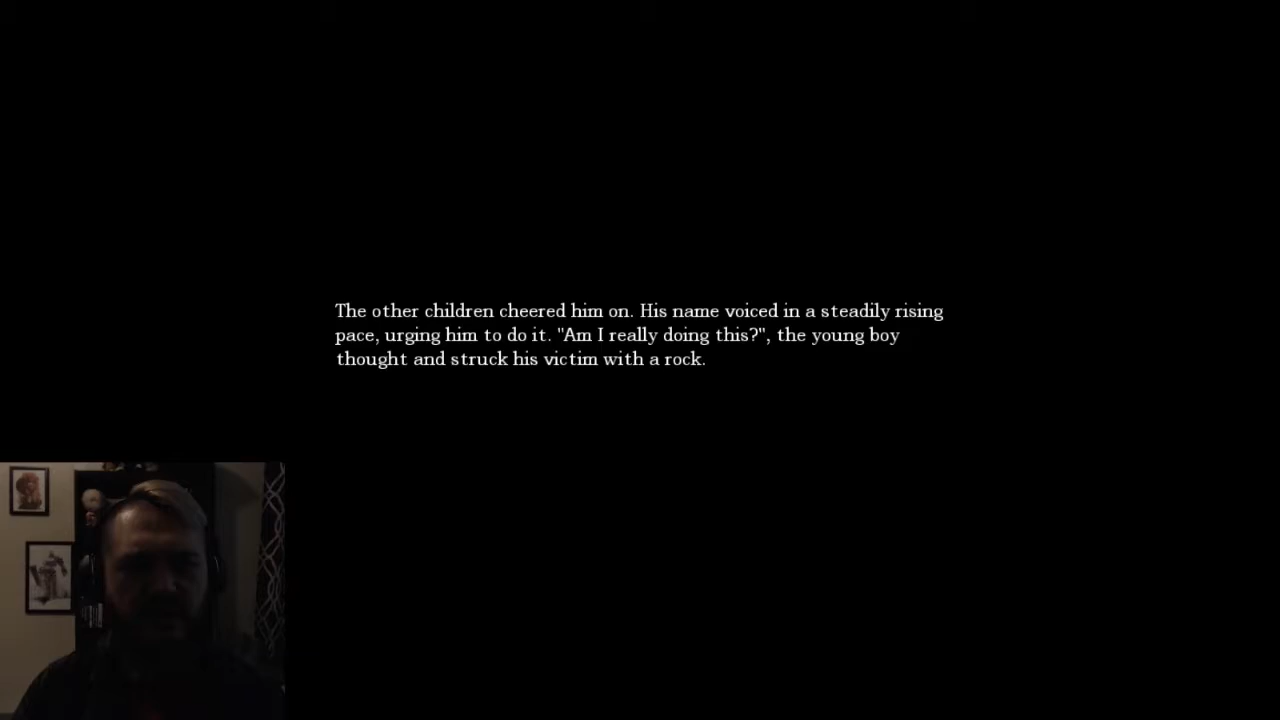 The other children cheered him on. His name voiced in a steadily rising
pace, urging him to do it. "Am I really doing this?", the young boy
thought and struck his victim with a rock.